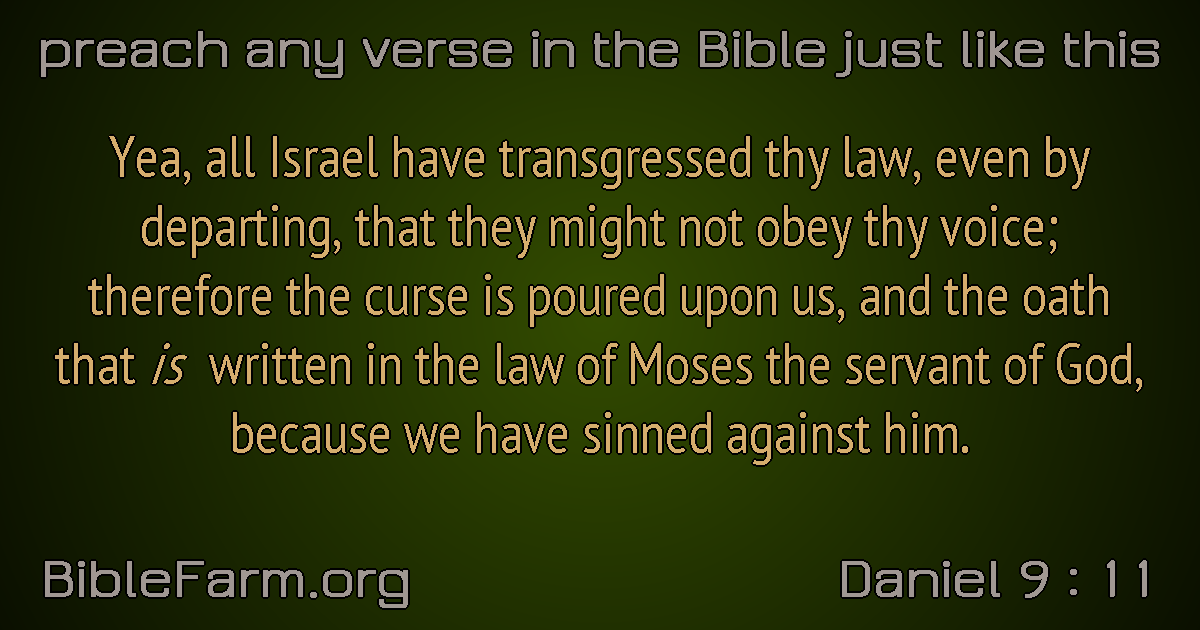 preach any verse in the Bible just like this
Yea, all Israel have transgressed thy law, even by
departing, that they might not obey thy voice;
therefore the curse is poured upon us, and the oath
that is written in the law of Moses the servant of God,
because we have sinned against him.
BibleFarm.org
Daniel 9 : 11